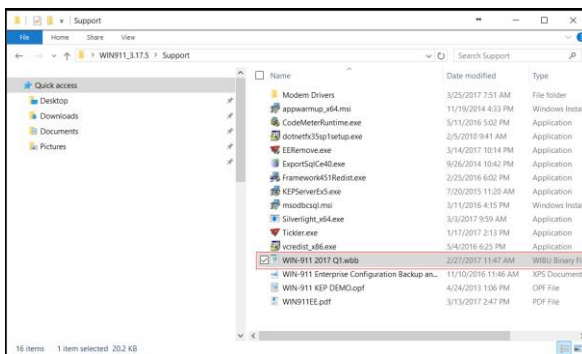 Support
File Home Share View
WIN911_3.17.5 > Support
Search Support
Name Date modified Type
Quick access
Desktop
Downloads
Documents
Pictures
Modem Drivers 3/25/2017 7:51 AM File folder
appwarmup_x64.msi 11/19/2014 4:33 PM Windows Insta
CodeMeterRuntime.exe 5/11/2016 5:02 PM Application
dotnetfx35sp1setup.exe 2/5/2010 9:41 AM Application
EERemove.exe 3/14/2017 10:14 PM Application
ExportSqlCe40.exe 9/26/2014 10:42 PM Application
Framework451Redist.exe 2/25/2016 6:02 PM Application
KEPServerEx5.exe 7/20/2015 11:20 AM Application
msodbcsql.msi 3/11/2016 4:15 PM Windows Insta
Silverlight_x64.exe 3/3/2017 9:59 AM Application
Tickler.exe 1/17/2017 2:13 PM Application
vcredist_x86.exe 5/4/2016 6:25 PM Application
WIN-911 2017 Q1.wbb 2/27/2017 11:47 AM WIBU Binary Fi
WIN-911 Enterprise Configuration Backup an... 11/10/2016 11:46 AM XPS Document
WIN-911 KEP DEMO.opf 4/24/2013 1:06 PM OPF File
WIN911EE.pdf 3/13/2017 2:47 PM PDF File
16 items 1 item selected 20.2 KB